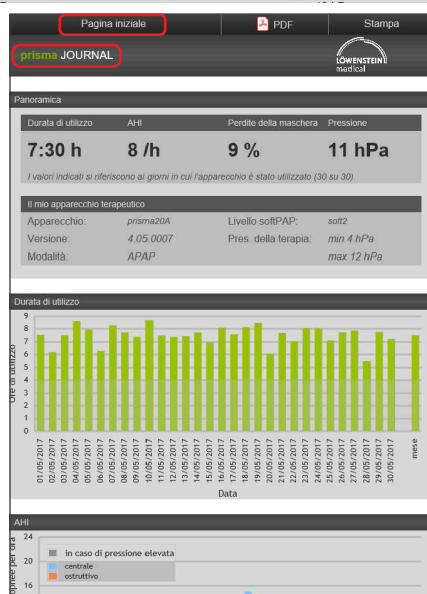 Pagina iniziale PDF Stampa
prisma JOURNAL
LÖWENSTEIN
medical
Panoramica
Durata di utilizzo AHI Perdite della maschera Pressione
7:30 h 8 /h 9 % 11 hPa
I valori indicati si riferiscono ai giorni in cui l'apparecchio è stato utilizzato (30 su 30).
Il mio apparecchio terapeutico
Apparecchio: prisma20A Livello softPAP: soft2
Versione: 4.05.0007 Pres. della terapia: min 4 hPa
Modalità: APAP max 12 hPa
Durata di utilizzo
Ore di utilizzo
9
8
7
6
5
4
3
2
1
0
01/05/2017 02/05/2017 03/05/2017 04/05/2017 05/05/2017 06/05/2017 07/05/2017 08/05/2017 09/05/2017 10/05/2017 11/05/2017 12/05/2017 13/05/2017 14/05/2017 15/05/2017 16/05/2017 17/05/2017 18/05/2017 19/05/2017 20/05/2017 21/05/2017 22/05/2017 23/05/2017 24/05/2017 25/05/2017 26/05/2017 27/05/2017 28/05/2017 29/05/2017 30/05/2017 mese
Data
AHI
per ora
24
20
16
in caso di pressione elevata
centrale
ostruttivo